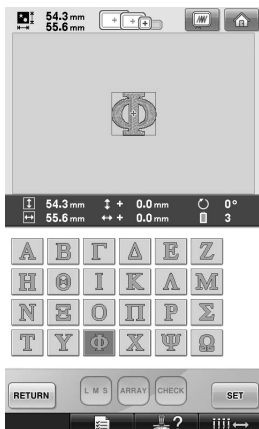 54.3 mm
55.6 mm
Φ
54.3 mm + 0.0 mm 0°
55.6 mm + 0.0 mm 3
Α Β Γ Δ Ε Ζ
Η Θ Ι Κ Λ Μ
Ν Ξ Ο Π Ρ Σ
Τ Υ Φ Χ Ψ Ω
RETURN L M S ARRAY CHECK SET
?